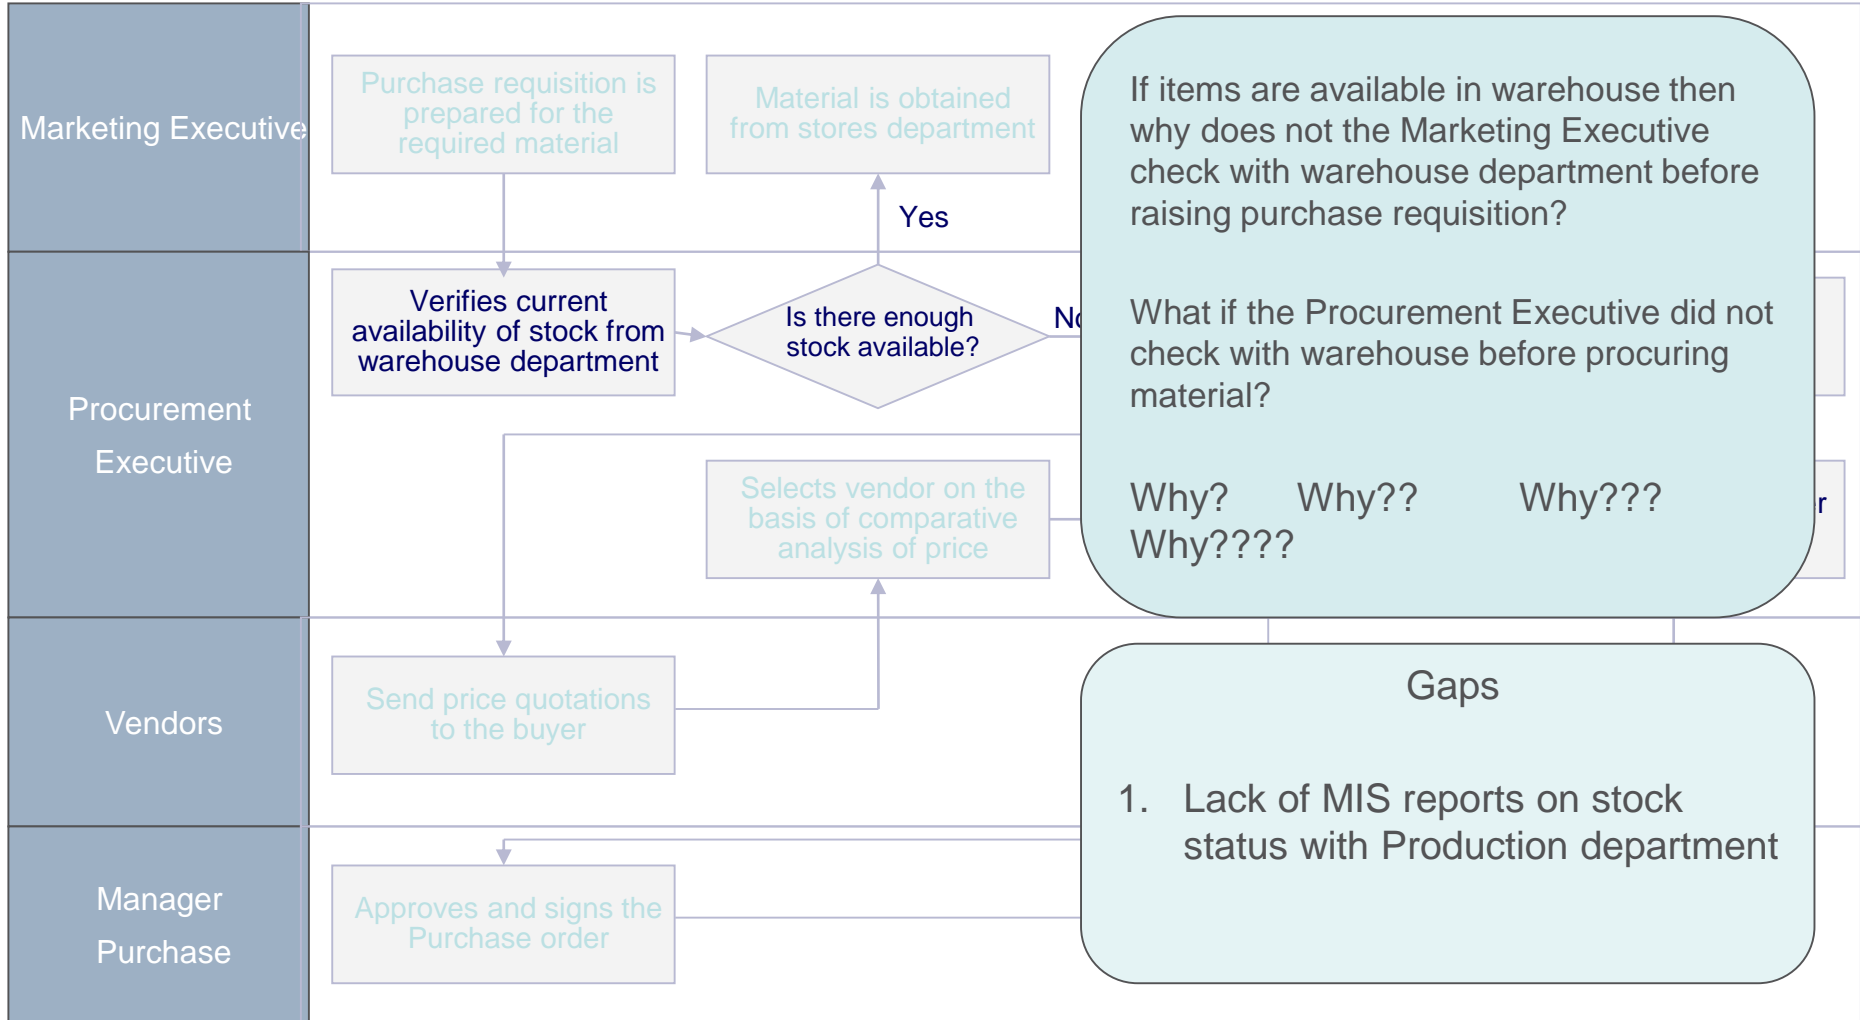 Marketing Executive
Purchase requisition is
prepared for the
required material
Material is obtained
from stores department
Yes
If items are available in warehouse then
why does not the Marketing Executive
check with warehouse department before
raising purchase requisition?
What if the Procurement Executive did not
check with warehouse before procuring
material?
Why? Why?? Why???
Why????
Procurement
Executive
Verifies current
availability of stock from
warehouse department
Is there enough
stock available?
Selects vendor on the
basis of comparative
analysis of price
Vendors
Send price quotations
to the buyer
Gaps
1. Lack of MIS reports on stock
status with Production department
Manager
Purchase
Approves and signs the
Purchase order